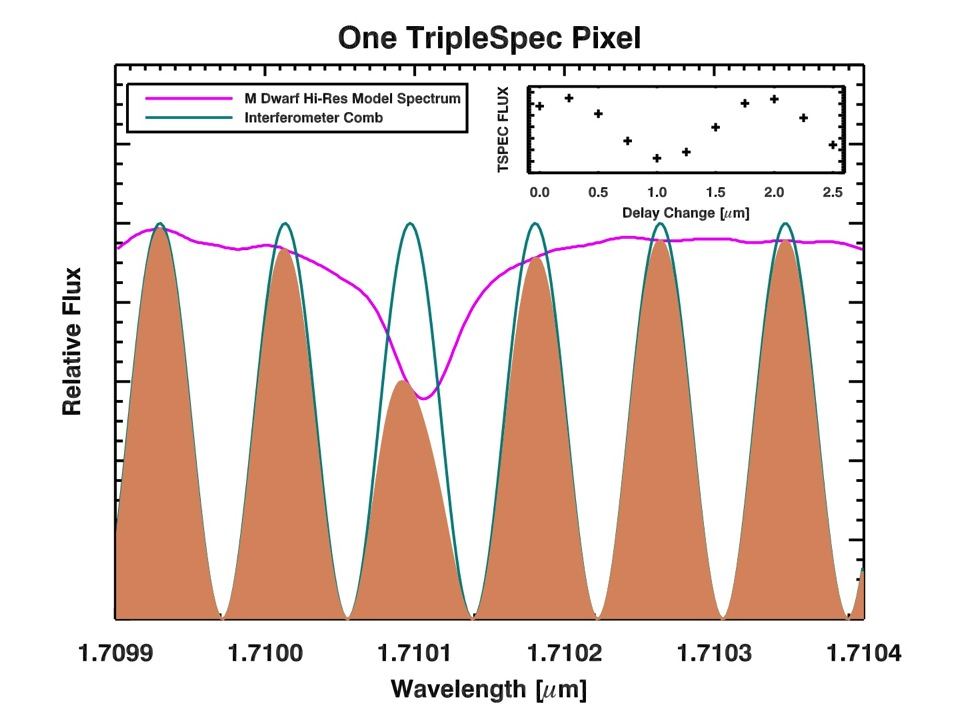 One TripleSpec Pixel
M Dwarf Hi-Res Model Spectrum
Interferometer Comb
TSPEC FLUX
0.0 0.5 1.0 1.5 2.0 2.5
Delay Change [μm]
Relative Flux
1.7099 1.7100 1.7101 1.7102 1.7103 1.7104
Wavelength [μm]